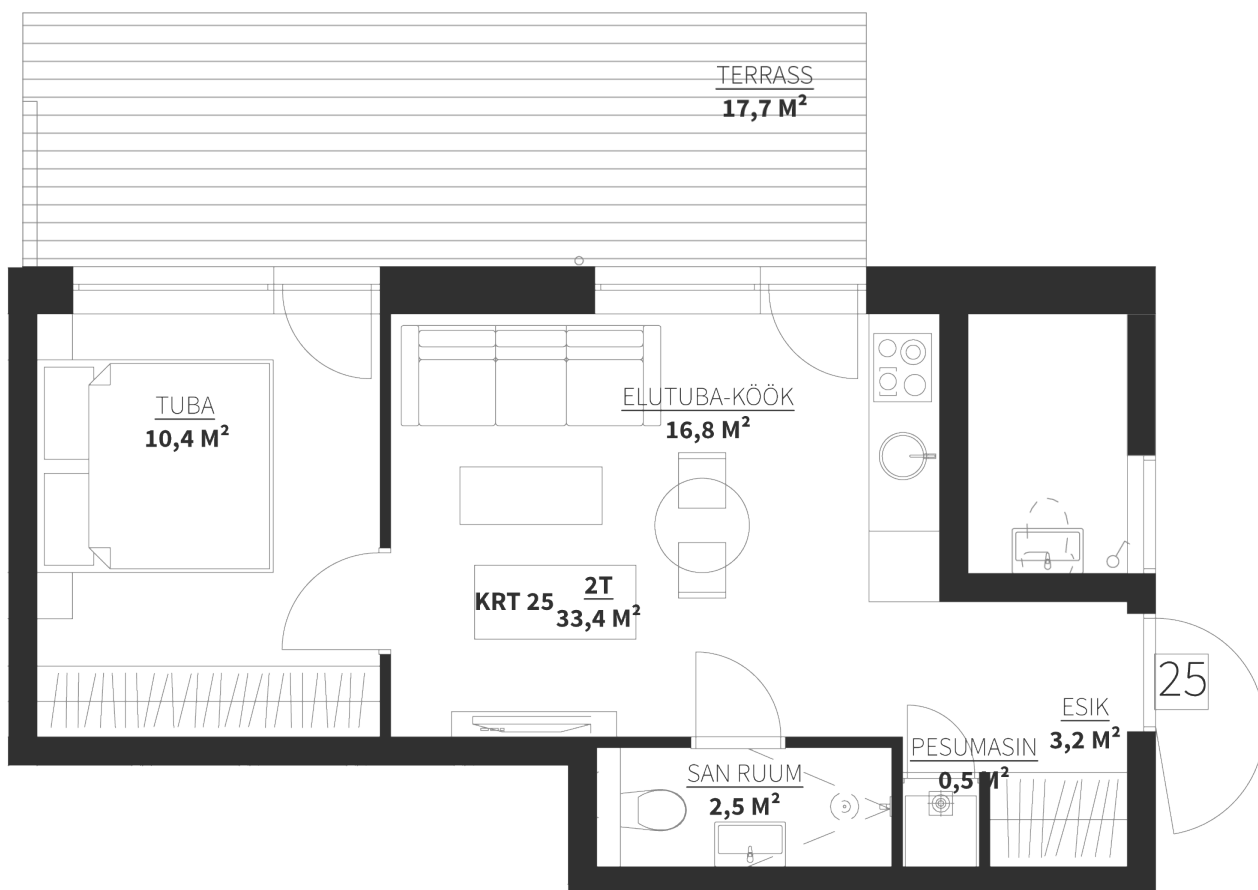 TERRASS
17,7 M²
TUBA
10,4 M²
ELUTUBA-KÖÖK
16,8 M²
KRT 25
2T
33,4 M²
25
ESIK
3,2 M²
PESUMASIN
0,5 M²
SAN RUUM
2,5 M²